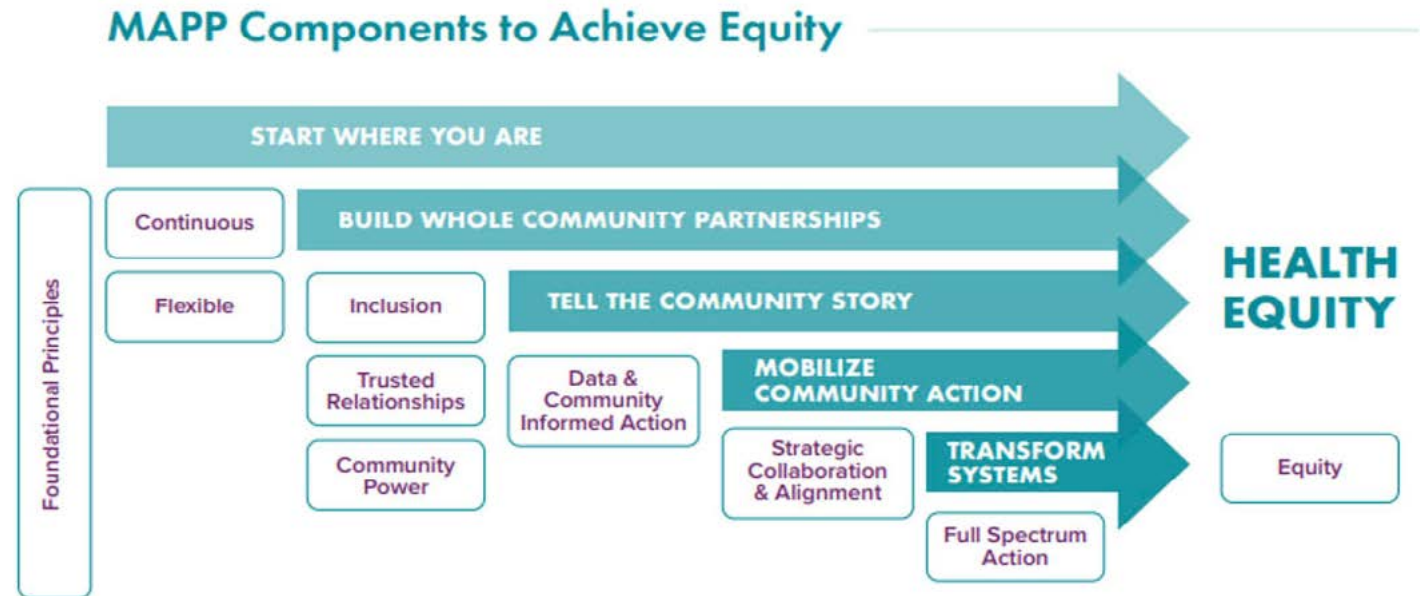 MAPP Components to Achieve Equity
START WHERE YOU ARE
Foundational Principles
Continuous
BUILD WHOLE COMMUNITY PARTNERSHIPS
Flexible
Inclusion
TELL THE COMMUNITY STORY
HEALTH
EQUITY
Trusted
Relationships
Data &
Community
Informed Action
MOBILIZE
COMMUNITY ACTION
Community
Power
Strategic
Collaboration
& Alignment
TRANSFORM
SYSTEMS
Equity
Full Spectrum
Action